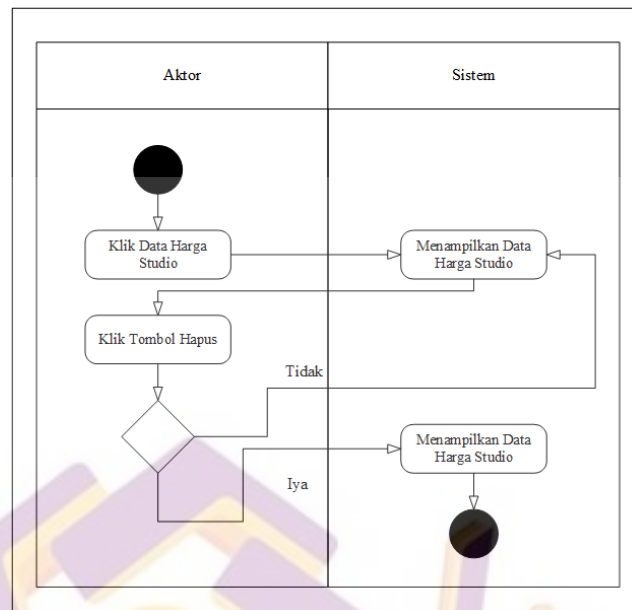 Aktor
Sistem
Klik Data Harga
Studio
Menampilkan Data
Harga Studio
Klik Tombol Hapus
Tidak
Menampilkan Data
Harga Studio
Iya